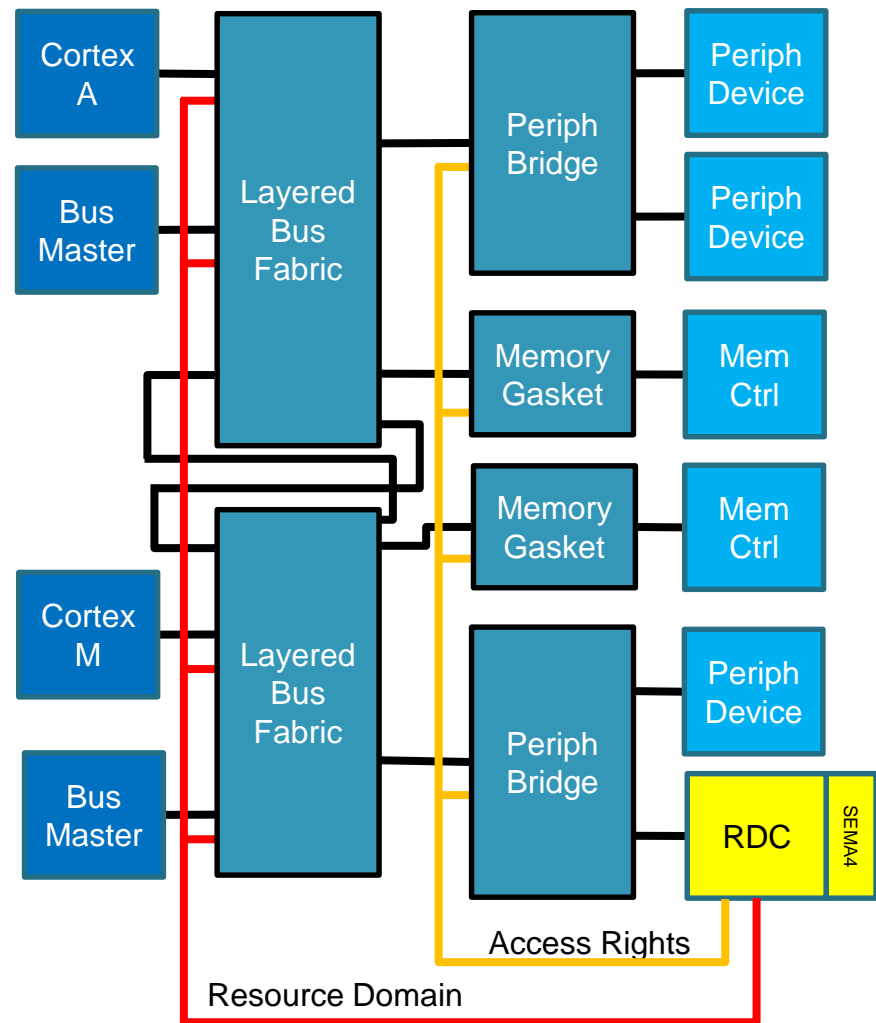 Cortex
A
Bus
Master
Layered
Bus
Fabric
Periph
Bridge
Periph
Device
Periph
Device
Memory
Gasket
Mem
Ctrl
Memory
Gasket
Mem
Ctrl
Cortex
M
Bus
Master
Layered
Bus
Fabric
Periph
Bridge
Periph
Device
RDC
SEMA4
Access Rights
Resource Domain